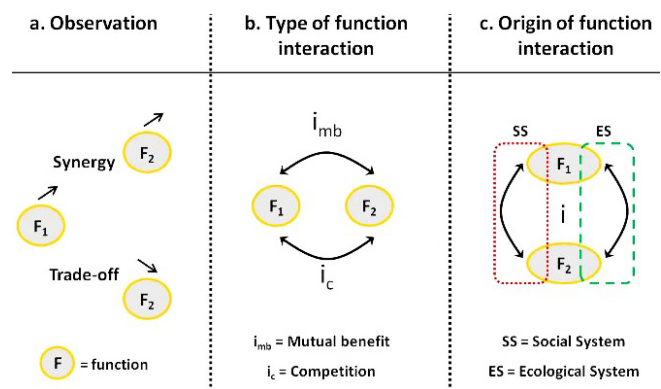 a. Observation
b. Type of function
interaction
c. Origin of function
interaction
Synergy
F2
F1
Trade-off
F2
F = function
imb
F1
F2
ic
imb = Mutual benefit
ic = Competition
SS
ES
F1
i
F2
SS = Social System
ES = Ecological System